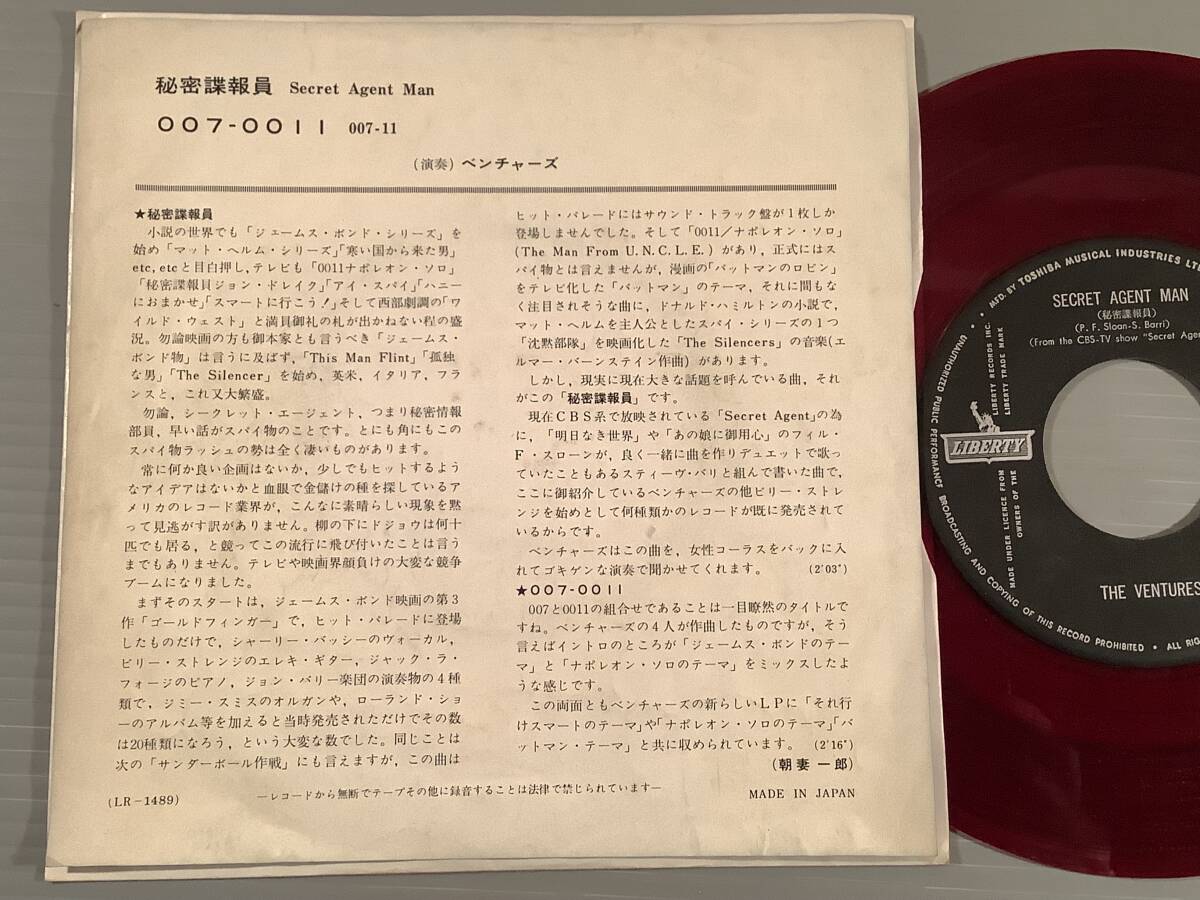 秘密諜報員 Secret Agent Man
007-0011 007-11
(演奏) ベンチャーズ
★秘密諜報員
小説の世界でも「ジェームス・ボンド・シリーズ」を
始め「マット・ヘルム・シリーズ」「寒い国から来た男」
etc, etcと目白押し,テレビも「0011ナポレオン・ソロ」
「秘密諜報員ジョン・ドレイク」「アイ・スパイ」「ハニー
におまかせ」「スマートに行こう!」そして西部劇調の「ワ
イルド・ウェスト」と満員御礼の札が出かねない程の盛
況。勿論映画の方も御本家とも言うべき「ジェームス・
ボンド物」は言うに及ばず,「This Man Flint」「孤独
な男」「The Silencer」を始め,英米,イタリア,フラ
ンスと,これ又大繁盛。
勿論,シークレット・エージェント,つまり秘密情報
部員,早い話がスパイ物のことです。とにも角にもこの
スパイ物ラッシュの勢は全く凄いものがあります。
常に何か良い企画はないか,少しでもヒットするよう
なアイデアはないかと血眼で金儲けの種を探しているア
メリカのレコード業界が,こんなに素晴らしい現象を黙
って見逃がす訳がありません。柳の下にドジョウは何十
匹でも居る,と競ってこの流行に飛び付いたことは言う
までもありません。テレビや映画界顔負けの大変な競争
ブームになりました。
まずそのスタートは,ジェームス・ボンド映画の第3
作「ゴールドフィンガー」で,ヒット・パレードに登場
したものだけで,シャーリー・バッシーのヴォーカル,
ビリー・ストレンジのエレキ・ギター,ジャック・ラ・
フォージのピアノ,ジョン・バリー楽団の演奏物の4種
類で,ジミー・スミスのオルガンや,ローランド・ショ
ーのアルバム等を加えると当時発売されただけでその数
は20種類になろう,という大変な数でした。同じことは
次の「サンダーボール作戦」にも言えますが,この曲は
ヒット・パレードにはサウンド・トラック盤が1枚しか
登場しませんでした。そして「0011/ナポレオン・ソロ」
(The Man From U.N.C.L.E.)があり,正式にはス
パイ物とは言えませんが,漫画の「バットマンのロビン」
をテレビ化した「バットマン」のテーマ,それに間もな
く注目されそうな曲に,ドナルド・ハミルトンの小説で,
マット・ヘルムを主人公としたスパイ・シリーズの1つ
「沈黙部隊」を映画化した「The Silencers」の音楽(エ
ルマー・バーンステイン作曲)があります。
しかし,現実に現在大きな話題を呼んでいる曲,それ
がこの「秘密諜報員」です。
現在CBS系で放映されている「Secret Agent」の為
に,「明日なき世界」や「あの娘に御用心」のフィル・
F・スローンが,良く一緒に曲を作りデュエットで歌っ
ていたこともあるスティーヴ・バリと組んで書いた曲で,
ここに御紹介しているベンチャーズの他ビリー・ストレ
ンジを始めとして何種類かのレコードが既に発売されて
いるからです。
ベンチャーズはこの曲を,女性コーラスをバックに入
れてゴキゲンな演奏で聞かせてくれます。 (2'03")
★007-0011
007と0011の組合せであることは一目瞭然のタイトルで
すね。ベンチャーズの4人が作曲したものですが,そう
言えばイントロのところが「ジェームス・ボンドのテー
マ」と「ナポレオン・ソロのテーマ」をミックスしたよ
うな感じです。
この両面ともベンチャーズの新らしいLPに「それ行
けスマートのテーマ」や「ナポレオン・ソロのテーマ」「バ
ットマン・テーマ」と共に収められています。 (2'16")
(朝妻一郎)
(LR-1489)
―レコードから無断でテープその他に録音することは法律で禁じられています―
MADE IN JAPAN
MF'D. BY TOSHIBA MUSICAL INDUSTRIES LTD
SECRET AGENT MAN
(秘密諜報員)
(P. F. Sloan-S. Barri)
(From the CBS-TV show "Secret Agen
LIBERTY RECORDS INC.
LIBERTY TRADE MARK
LIBERTY
MADE UNDER LICENCE FROM
OWNERS OF THE
THE VENTURES
UNAUTHORIZED PUBLIC PERFORMANCE BROADCASTING AND COPYING OF THIS RECORD PROHIBITED • ALL RIG